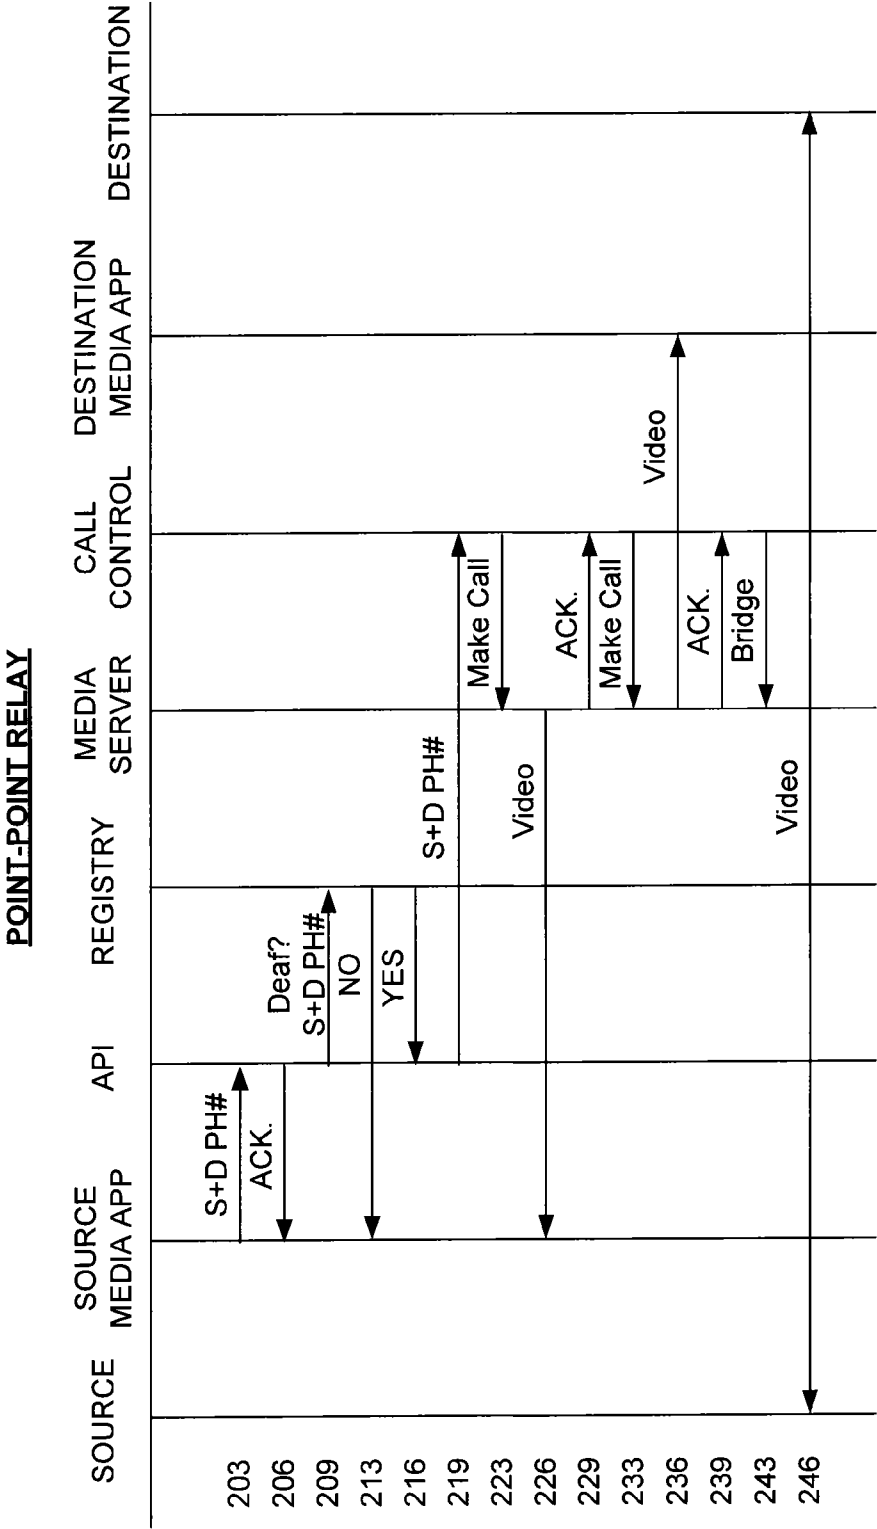 POINT-POINT RELAY
SOURCE
SOURCE
MEDIA APP
API
REGISTRY
MEDIA
SERVER
CALL
CONTROL
DESTINATION
MEDIA APP
DESTINATION
203
S+D PH#
206
ACK.
209
Deaf?
S+D PH#
213
NO
216
YES
219
S+D PH#
223
Make Call
226
Video
229
ACK.
233
Make Call
236
Video
239
ACK.
243
Bridge
246
Video